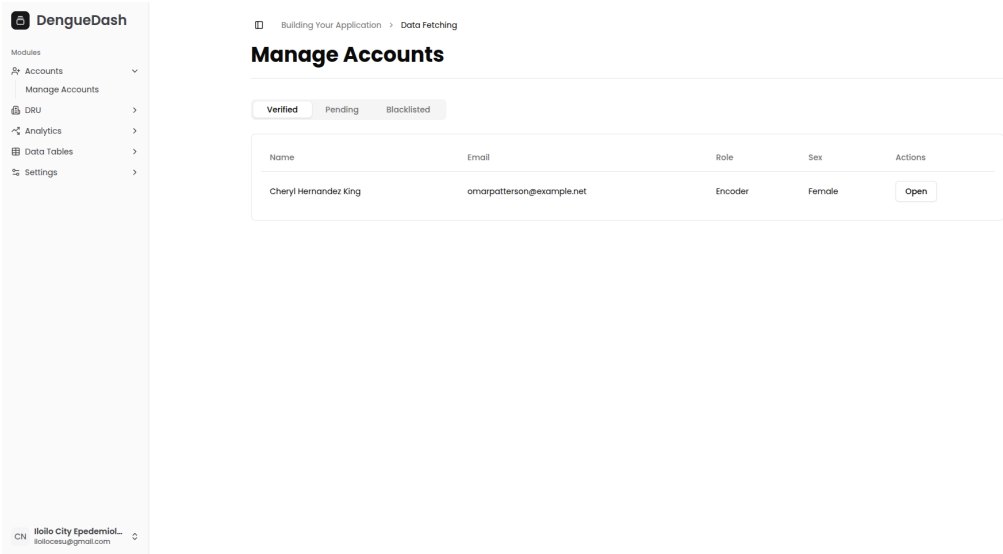 DengueDash
Modules
Accounts
Manage Accounts
DRU
Analytics
Data Tables
Settings
CN
Iloilo City Epedemiol...
iloilocesu@gmail.com
Building Your Application > Data Fetching
Manage Accounts
Verified Pending Blacklisted
Name Email Role Sex Actions
Cheryl Hernandez King omarpatterson@example.net Encoder Female Open